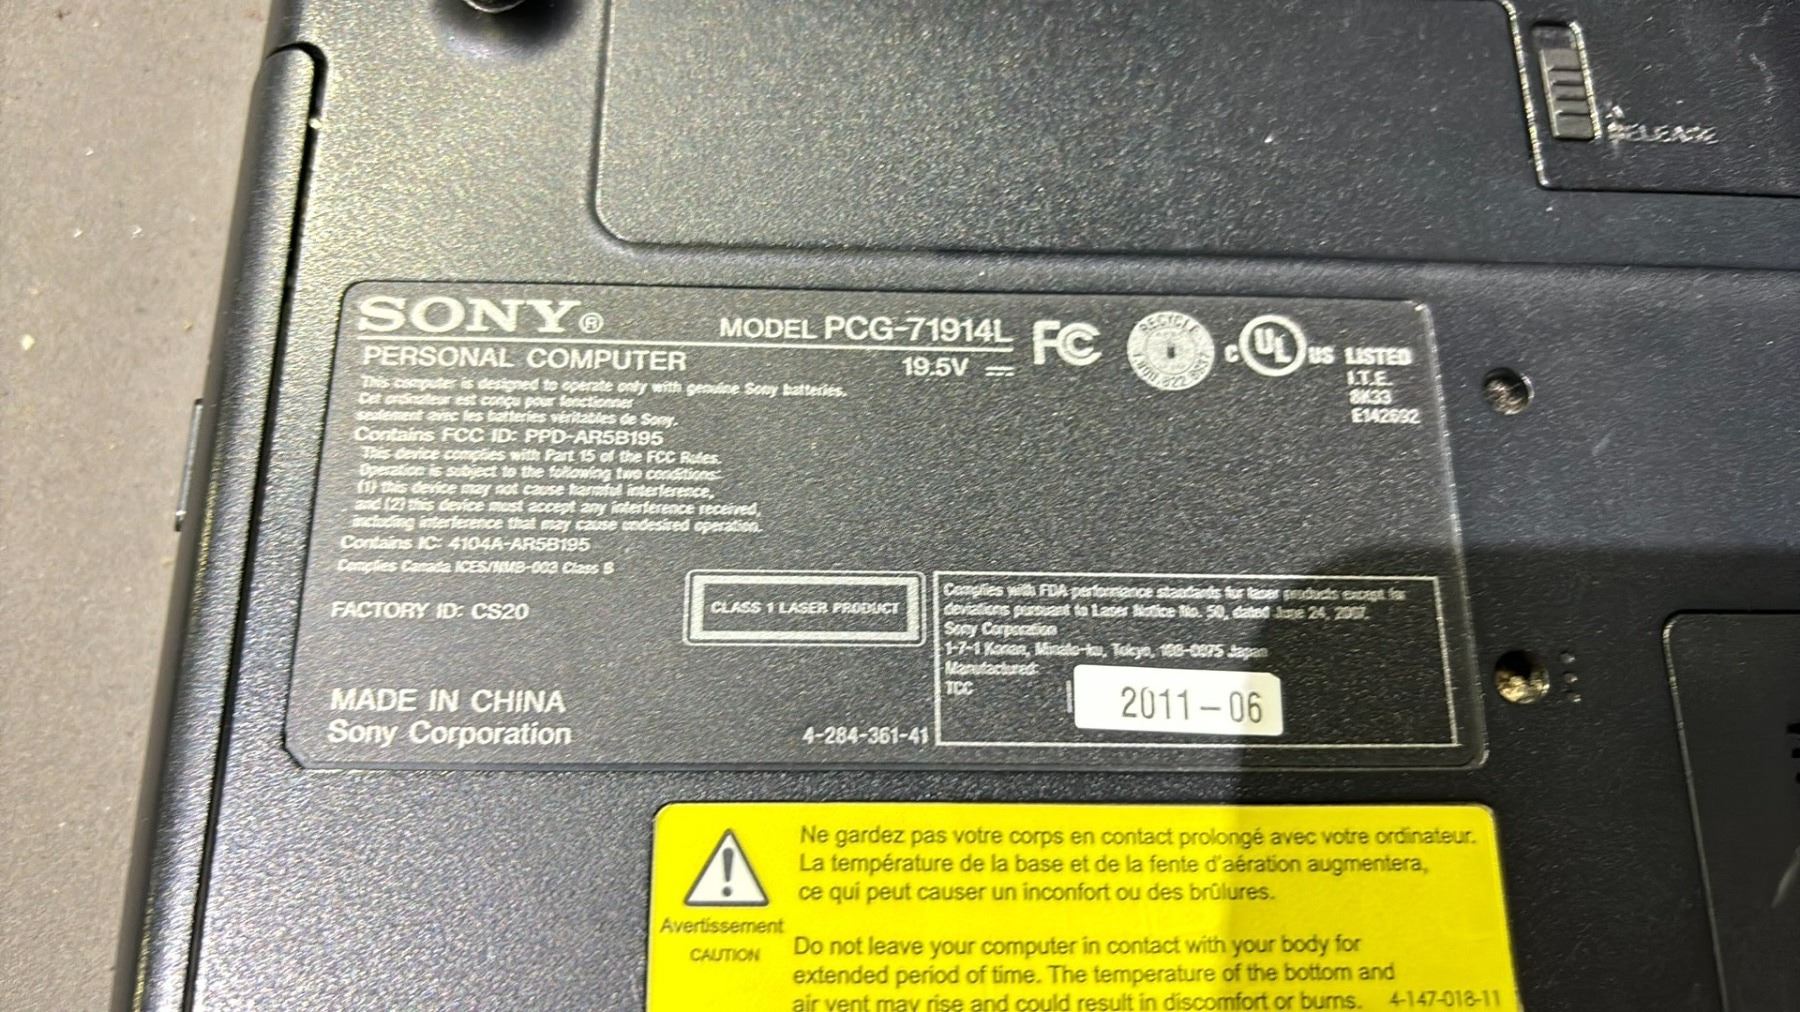 RELEASE
SONY®
MODEL PCG-71914L
PERSONAL COMPUTER
19.5V
FC
RECYCLE
C UL US LISTED
I.T.E.
8K33
E142692
This computer is designed to operate only with genuine Sony batteries.
Cet ordinateur est conçu pour fonctionner
seulement avec les batteries véritables de Sony.
Contains FCC ID: PPD-AR5B195
This device complies with Part 15 of the FCC Rules.
Operation is subject to the following two conditions:
(1) this device may not cause harmful interference,
and (2) this device must accept any interference received,
including interference that may cause undesired operation.
Contains IC: 4104A-AR5B195
Complies Canada ICES/NMB-003 Class B
FACTORY ID: CS20
CLASS 1 LASER PRODUCT
Complies with FDA performance standards for laser products except for
deviations pursuant to Laser Notice No. 50, dated June 24, 2007.
Sony Corporation
1-7-1 Konan, Minato-ku, Tokyo, 108-0075 Japan
Manufactured:
TCC
2011-06
MADE IN CHINA
Sony Corporation
4-284-361-41
Ne gardez pas votre corps en contact prolongé avec votre ordinateur.
La température de la base et de la fente d'aération augmentera,
ce qui peut causer un inconfort ou des brûlures.
Avertissement
CAUTION
Do not leave your computer in contact with your body for
extended period of time. The temperature of the bottom and
air vent may rise and could result in discomfort or burns.
4-147-018-11